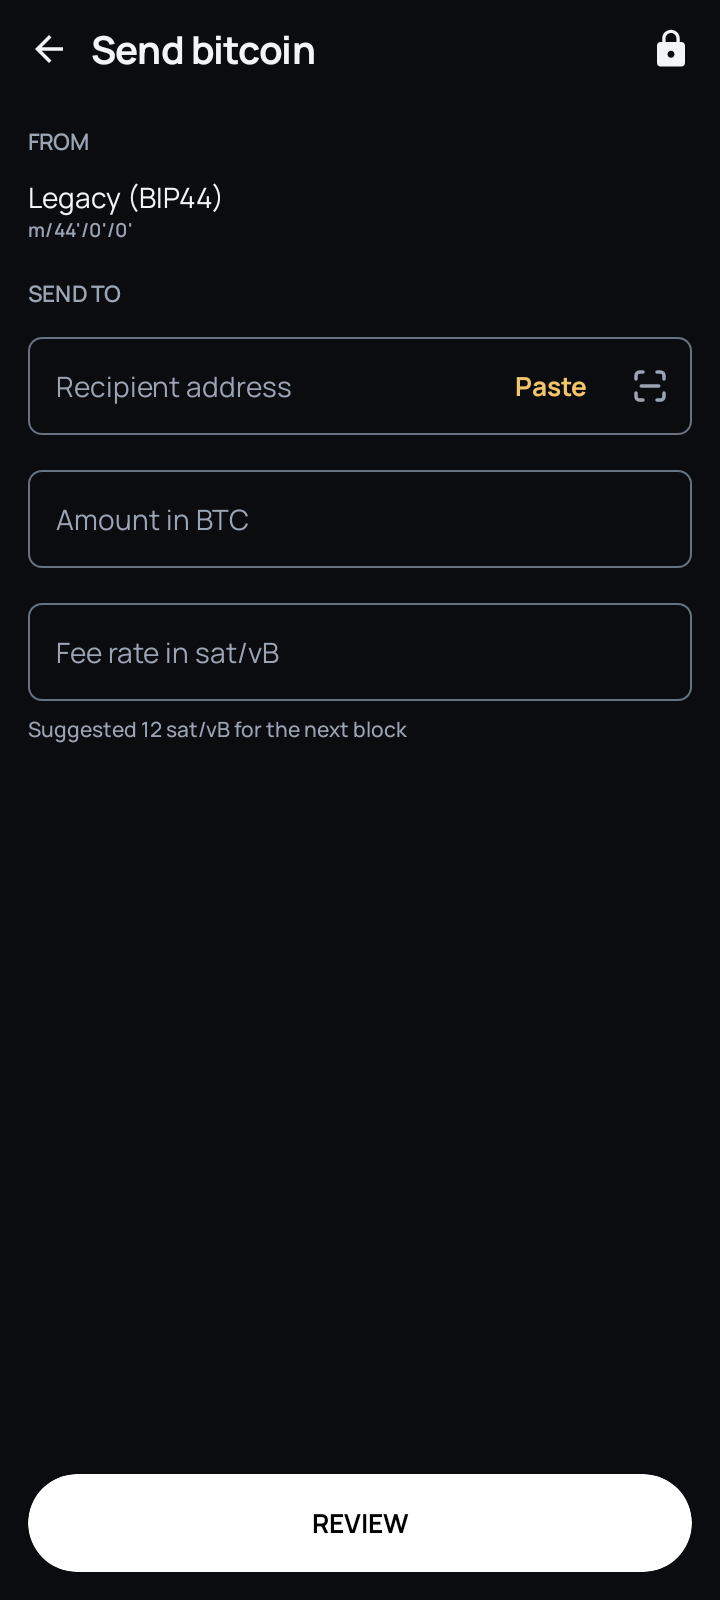 Send bitcoin
FROM
Legacy (BIP44)
m/44'/0'/0'
SEND TO
Recipient address
Paste
Amount in BTC
Fee rate in sat/vB
Suggested 12 sat/vB for the next block
REVIEW